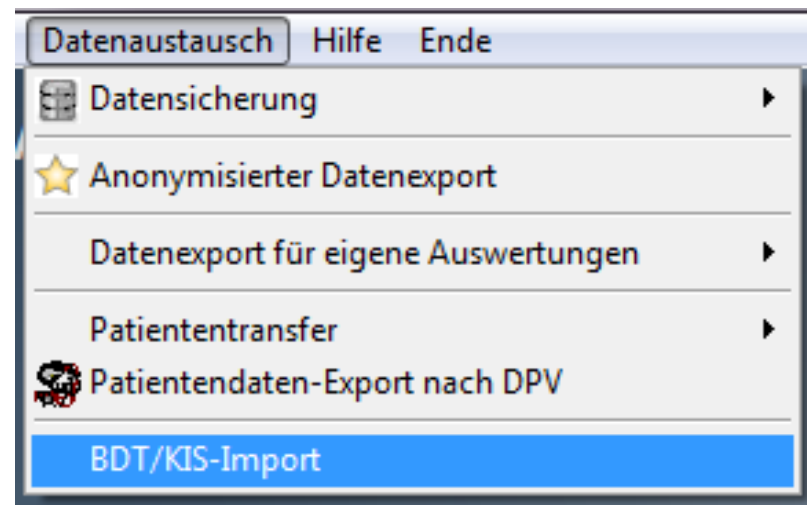 Datenaustausch Hilfe Ende
Datensicherung
Anonymisierter Datenexport
Datenexport für eigene Auswertungen
Patiententransfer
Patientendaten-Export nach DPV
BDT/KIS-Import